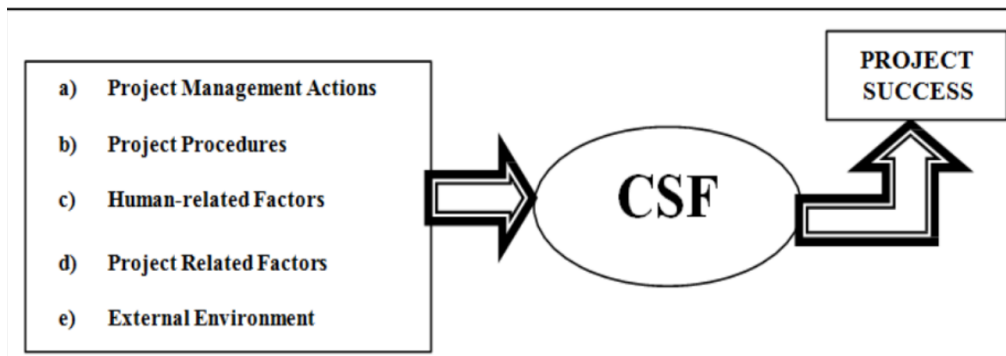 a) Project Management Actions
b) Project Procedures
c) Human-related Factors
d) Project Related Factors
e) External Environment
CSF
PROJECT
SUCCESS